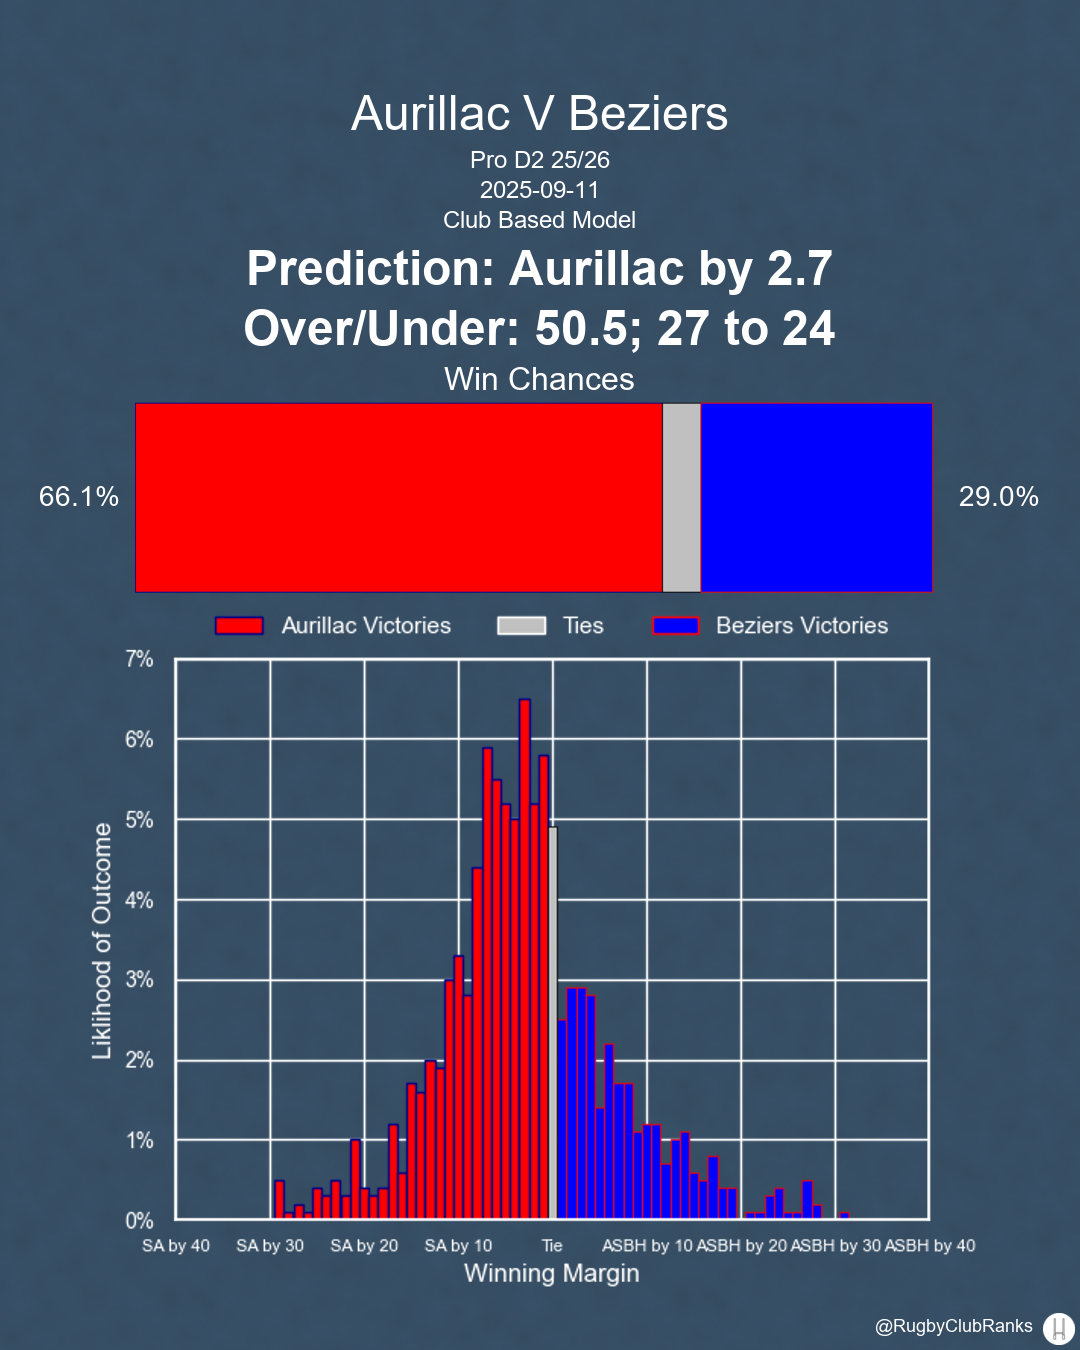 Aurillac V Beziers
Pro D2 25/26
2025-09-11
Club Based Model
Prediction: Aurillac by 2.7
Over/Under: 50.5; 27 to 24
Win Chances
66.1%
29.0%
Aurillac Victories Ties Beziers Victories
7%
6%
5%
4%
3%
2%
1%
0%
Liklihood of Outcome
SA by 40 SA by 30 SA by 20 SA by 10 Tie ASBH by 10 ASBH by 20 ASBH by 30 ASBH by 40
Winning Margin
@RugbyClubRanks